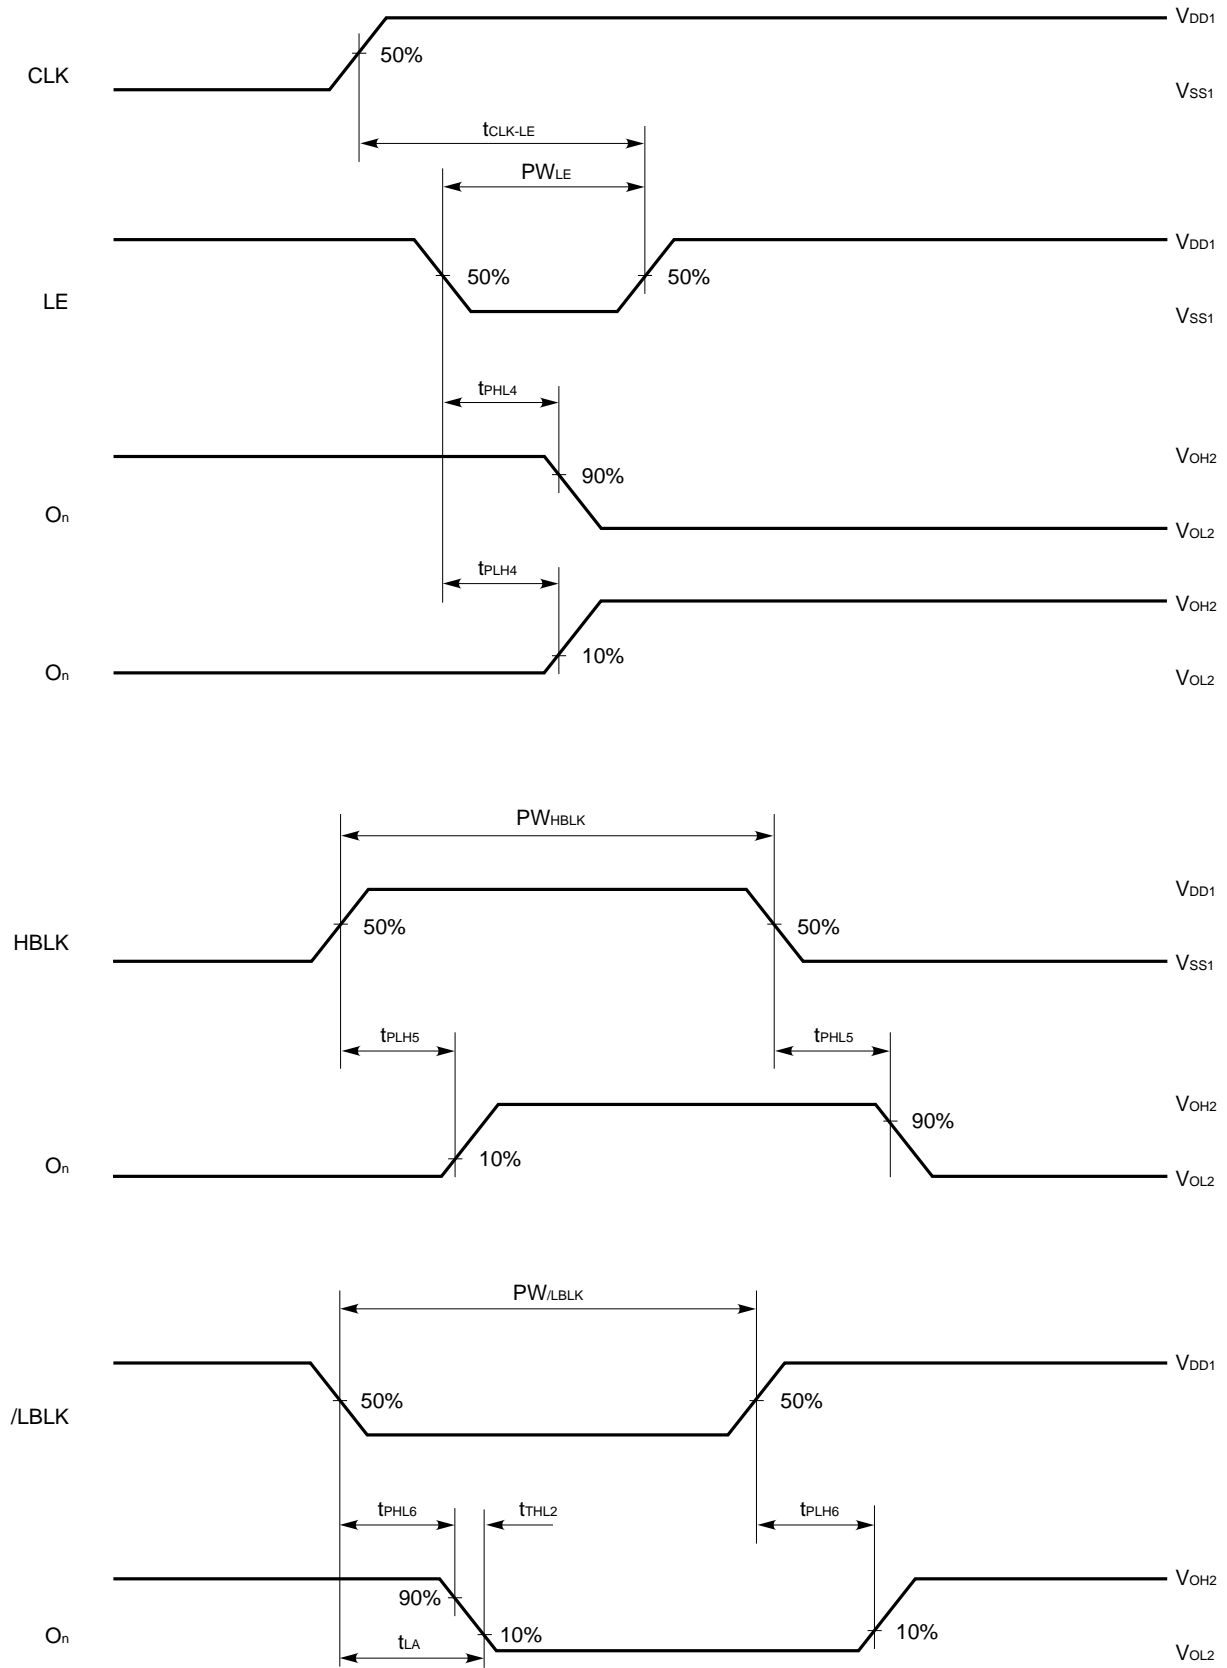 VDD1
50%
CLK
VSS1
tCLK-LE
PWLE
VDD1
50%
50%
LE
VSS1
tPHL4
VOH2
90%
On
VOL2
tPLH4
VOH2
10%
On
VOL2
PWHBLK
VDD1
50%
50%
HBLK
VSS1
tPLH5
tPHL5
VOH2
90%
10%
On
VOL2
PW/LBLK
VDD1
50%
50%
/LBLK
tPHL6
tTHL2
tPLH6
VOH2
90%
10%
10%
On
tLA
VOL2